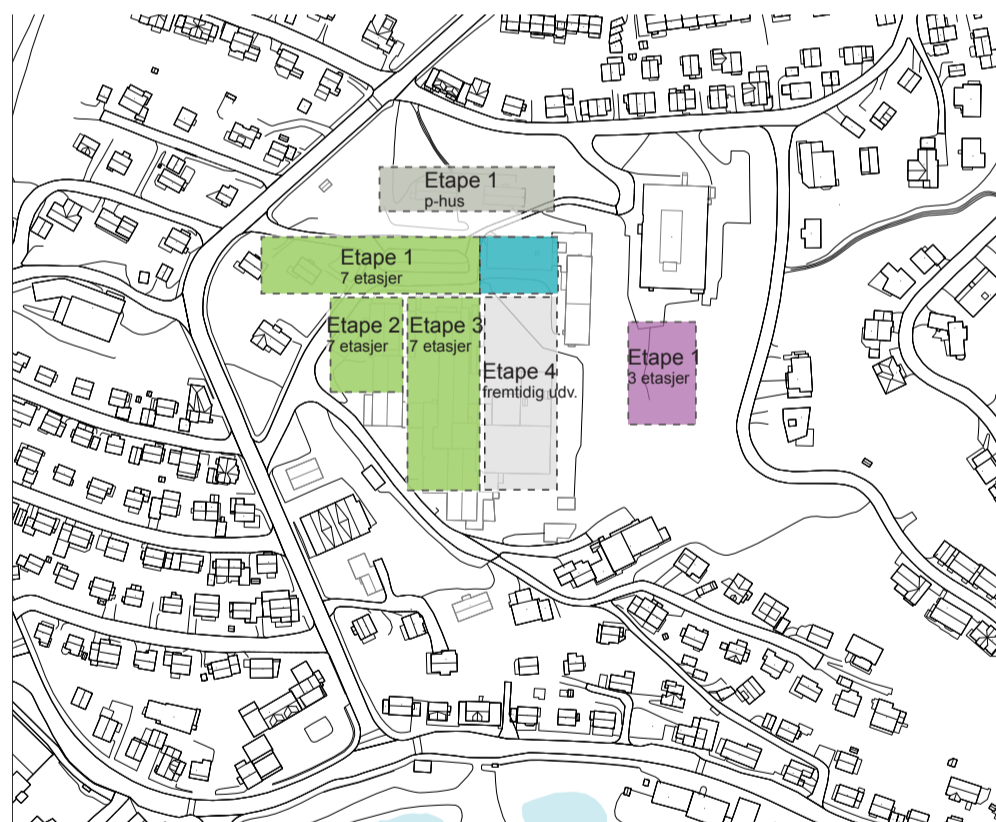 Etape 1
p-hus
Etape 1
7 etasjer
Etape 2
7 etasjer
Etape 3
7 etasjer
Etape 4
fremtidig udv.
Etape 1
3 etasjer